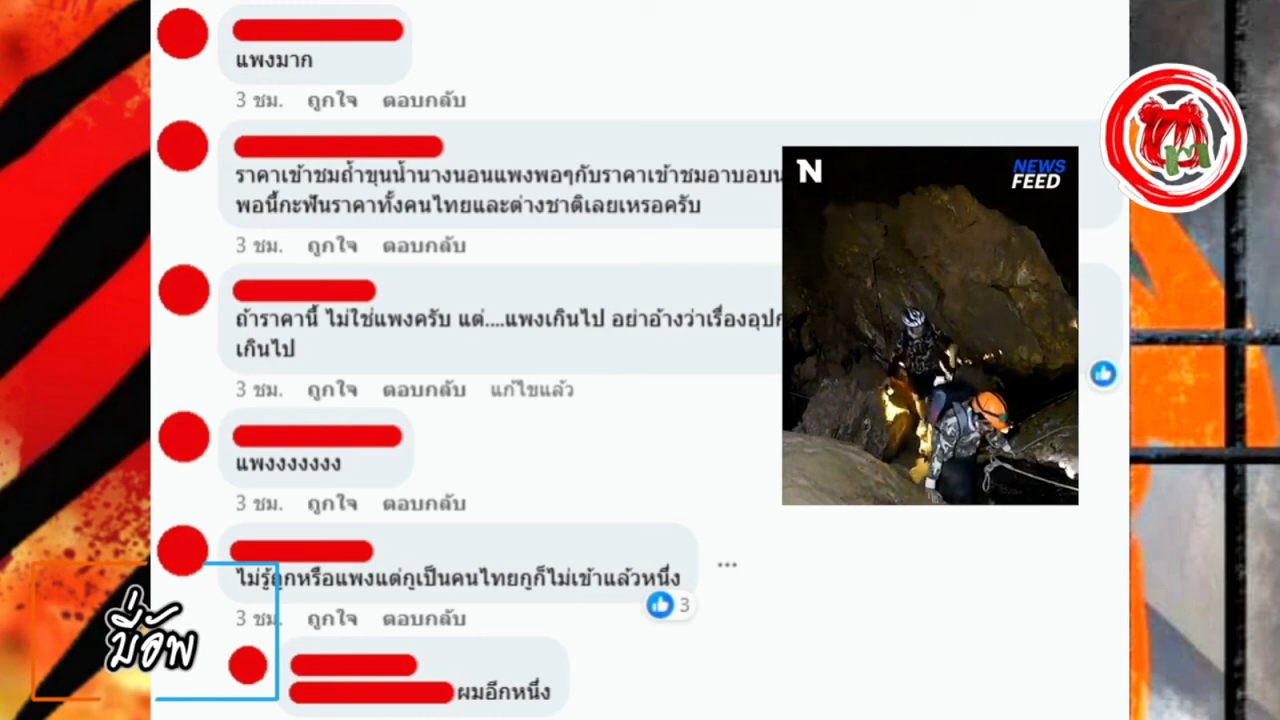 แพงมาก
3 ชม. ถูกใจ ตอบกลับ
ราคาเข้าชมถ้ำขุนน้ำนางนอนแพงพอๆกับราคาเข้าชมอาบอบน
พอนี้กะฟันราคาทั้งคนไทยและต่างชาติเลยเหรอครับ
3 ชม. ถูกใจ ตอบกลับ
ถ้าราคานี้ ไม่ใช่แพงครับ แต่....แพงเกินไป อย่าอ้างว่าเรื่องอุปก
เกินไป
3 ชม. ถูกใจ ตอบกลับ แก้ไขแล้ว
แพงงงงงงง
3 ชม. ถูกใจ ตอบกลับ
ไม่รู้ถูกหรือแพงแต่กูเป็นคนไทยกูก็ไม่เข้าแล้วหนึ่ง
3
3 ชม. ถูกใจ ตอบกลับ
ผมอีกหนึ่ง
N
NEWS
FEED
บี่อัพ